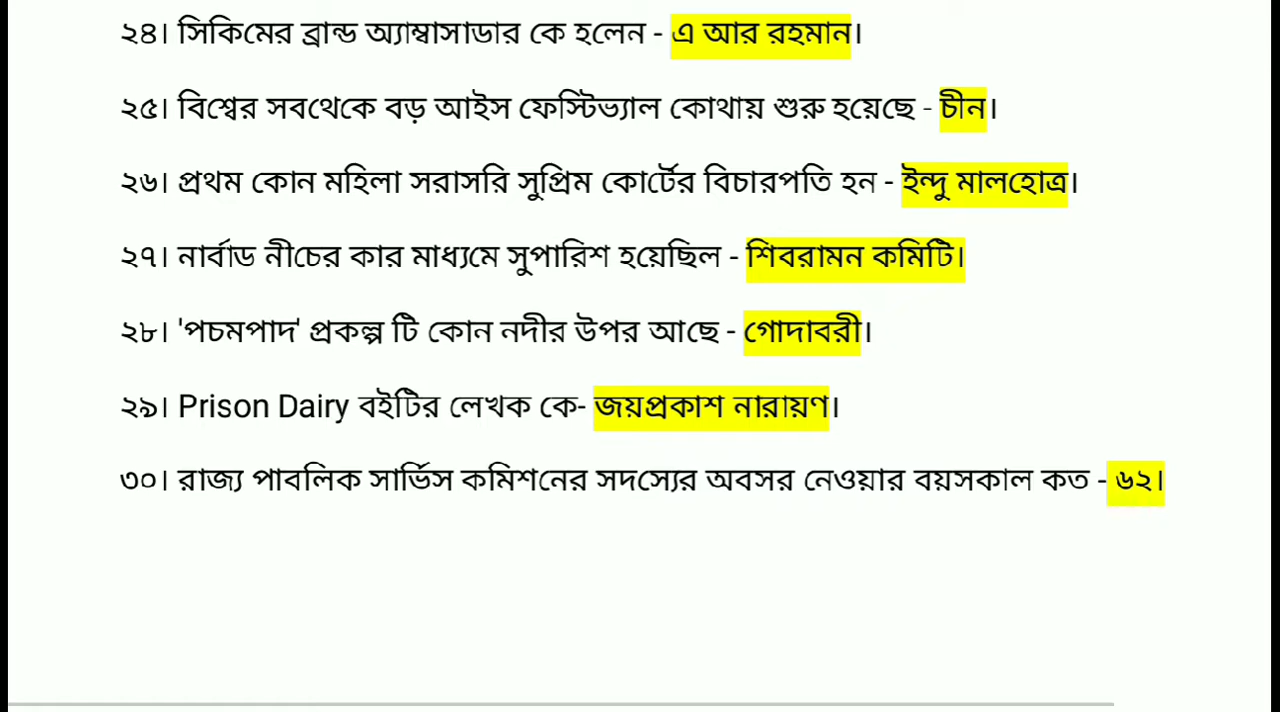 ২৪। সিকিমের ব্রান্ড অ্যাম্বাসাডার কে হলেন - এ আর রহমান।
২৫। বিশ্বের সবথেকে বড় আইস ফেস্টিভ্যাল কোথায় শুরু হয়েছে - চীন।
২৬। প্রথম কোন মহিলা সরাসরি সুপ্রিম কোর্টের বিচারপতি হন - ইন্দু মালহোত্র।
২৭। নার্বাড নীচের কার মাধ্যমে সুপারিশ হয়েছিল - শিবরামন কমিটি।
২৮। 'পচমপাদ' প্রকল্প টি কোন নদীর উপর আছে - গোদাবরী।
২৯। Prison Dairy বইটির লেখক কে- জয়প্রকাশ নারায়ণ।
৩০। রাজ্য পাবলিক সার্ভিস কমিশনের সদস্যের অবসর নেওয়ার বয়সকাল কত - ৬২।